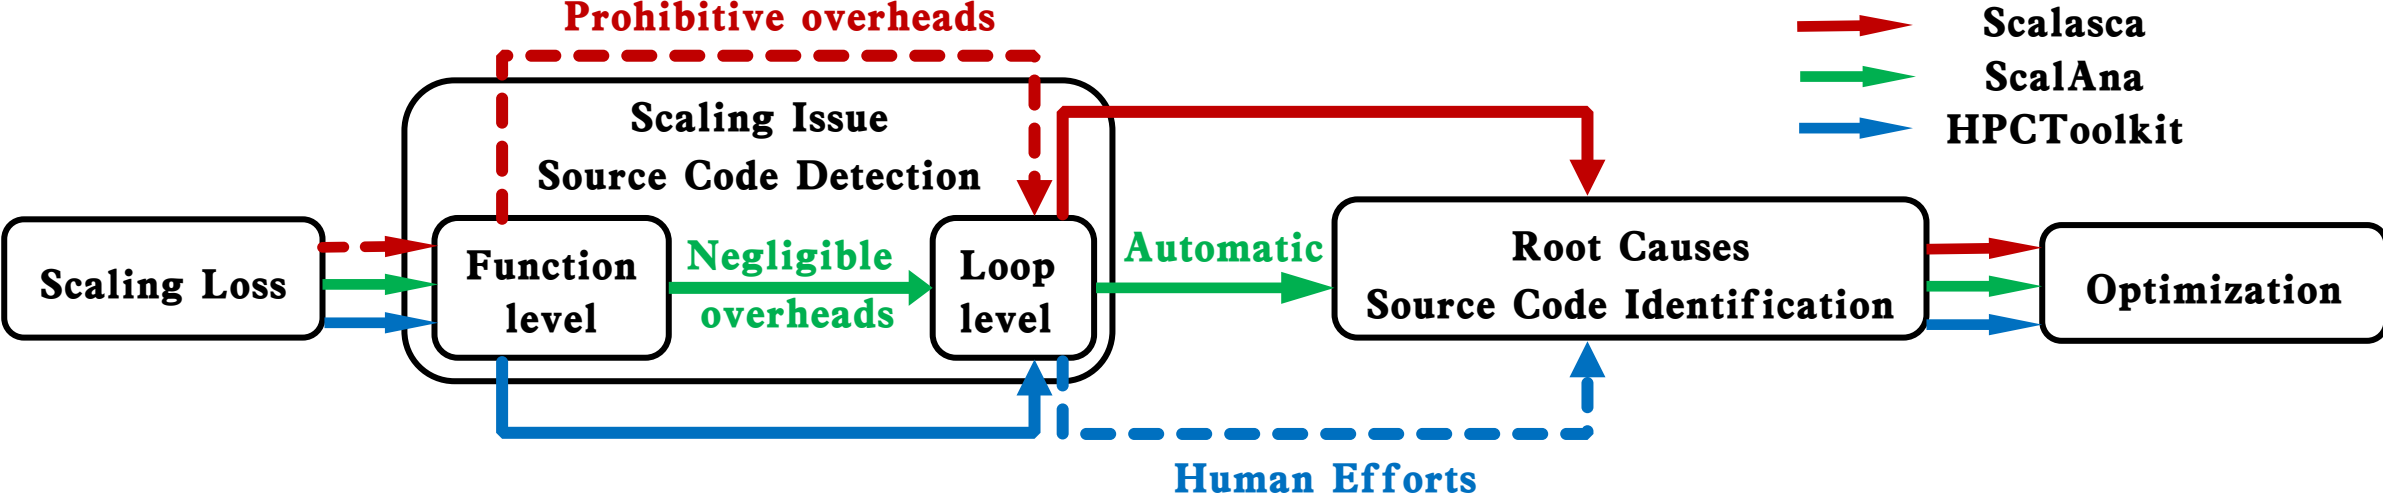 Prohibitive overheads
Scalasca
ScalAna
HPCToolkit
Scaling Issue
Source Code Detection
Scaling Loss
Function
level
Negligible
overheads
Loop
level
Automatic
Root Causes
Source Code Identification
Optimization
Human Efforts